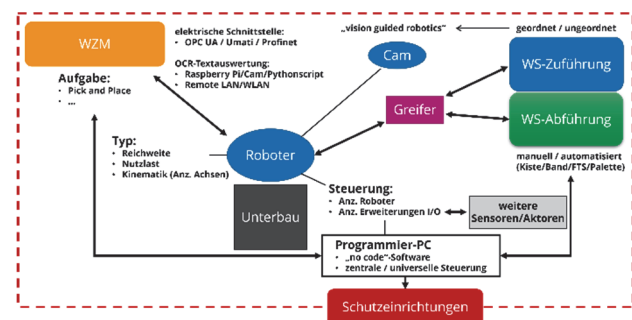 WZM
elektrische Schnittstelle:
• OPC UA / Umati / Profinet
OCR-Textauswertung:
• Raspberry Pi/Cam/Pythonscript
• Remote LAN/WLAN
„vision guided robotics“
geordnet / ungeordnet
Cam
WS-Zuführung
Aufgabe:
• Pick and Place
• ...
Greifer
WS-Abführung
Typ:
• Reichweite
• Nutzlast
• Kinematik (Anz. Achsen)
Roboter
manuell / automatisiert
(Kiste/Band/FTS/Palette)
Steuerung:
• Anz. Roboter
• Anz. Erweiterungen I/O
Unterbau
weitere
Sensoren/Aktoren
Programmier-PC
• „no code“-Software
• zentrale / universelle Steuerung
Schutzeinrichtungen